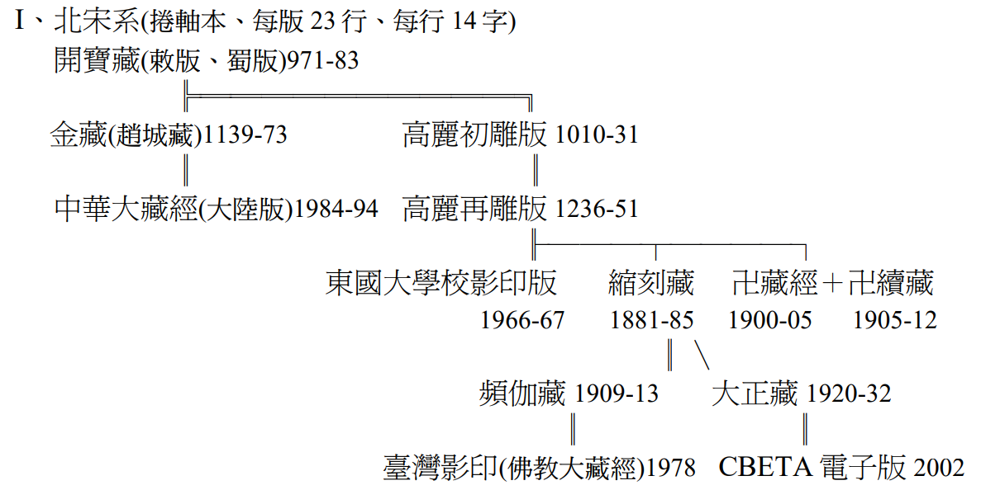 I、北宋系(捲軸本、每版 23 行、每行 14 字)
開寶藏(敕版、蜀版)971-83
金藏(趙城藏)1139-73 高麗初雕版 1010-31
中華大藏經(大陸版)1984-94 高麗再雕版 1236-51
東國大學校影印版 縮刻藏 卍藏經＋卍續藏
1966-67 1881-85 1900-05 1905-12
頻伽藏 1909-13 大正藏 1920-32
臺灣影印(佛教大藏經)1978 CBETA 電子版 2002